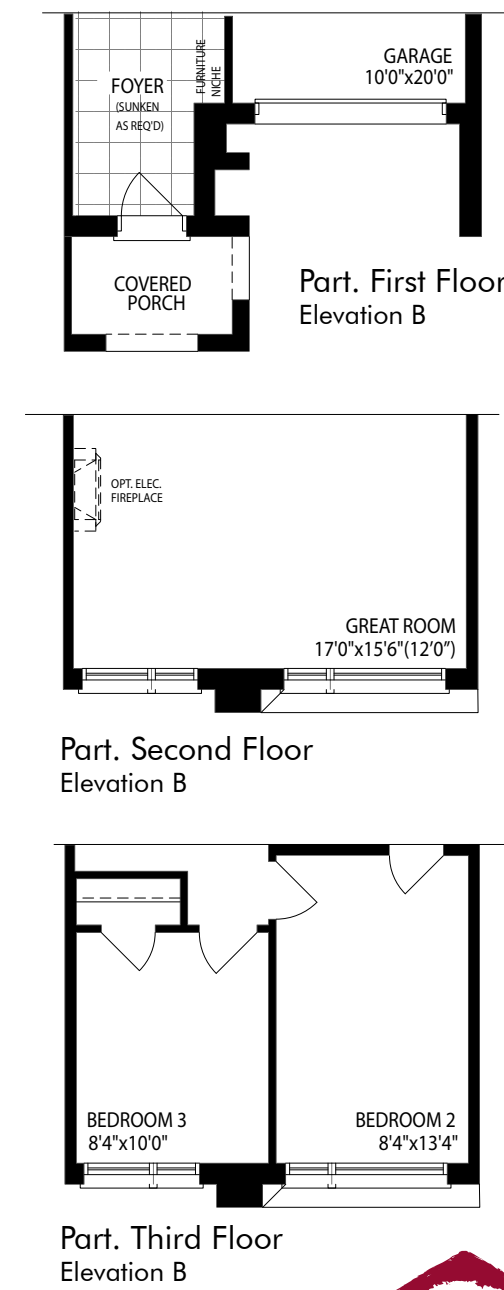 GARAGE
10'0"x20'0"
FURNITURE
NICHE
FOYER
(SUNKEN
AS REQ'D)
COVERED
PORCH
Part. First Floor
Elevation B
OPT. ELEC.
FIREPLACE
GREAT ROOM
17'0"x15'6"(12'0")
Part. Second Floor
Elevation B
BEDROOM 3
8'4"x10'0"
BEDROOM 2
8'4"x13'4"
Part. Third Floor
Elevation B